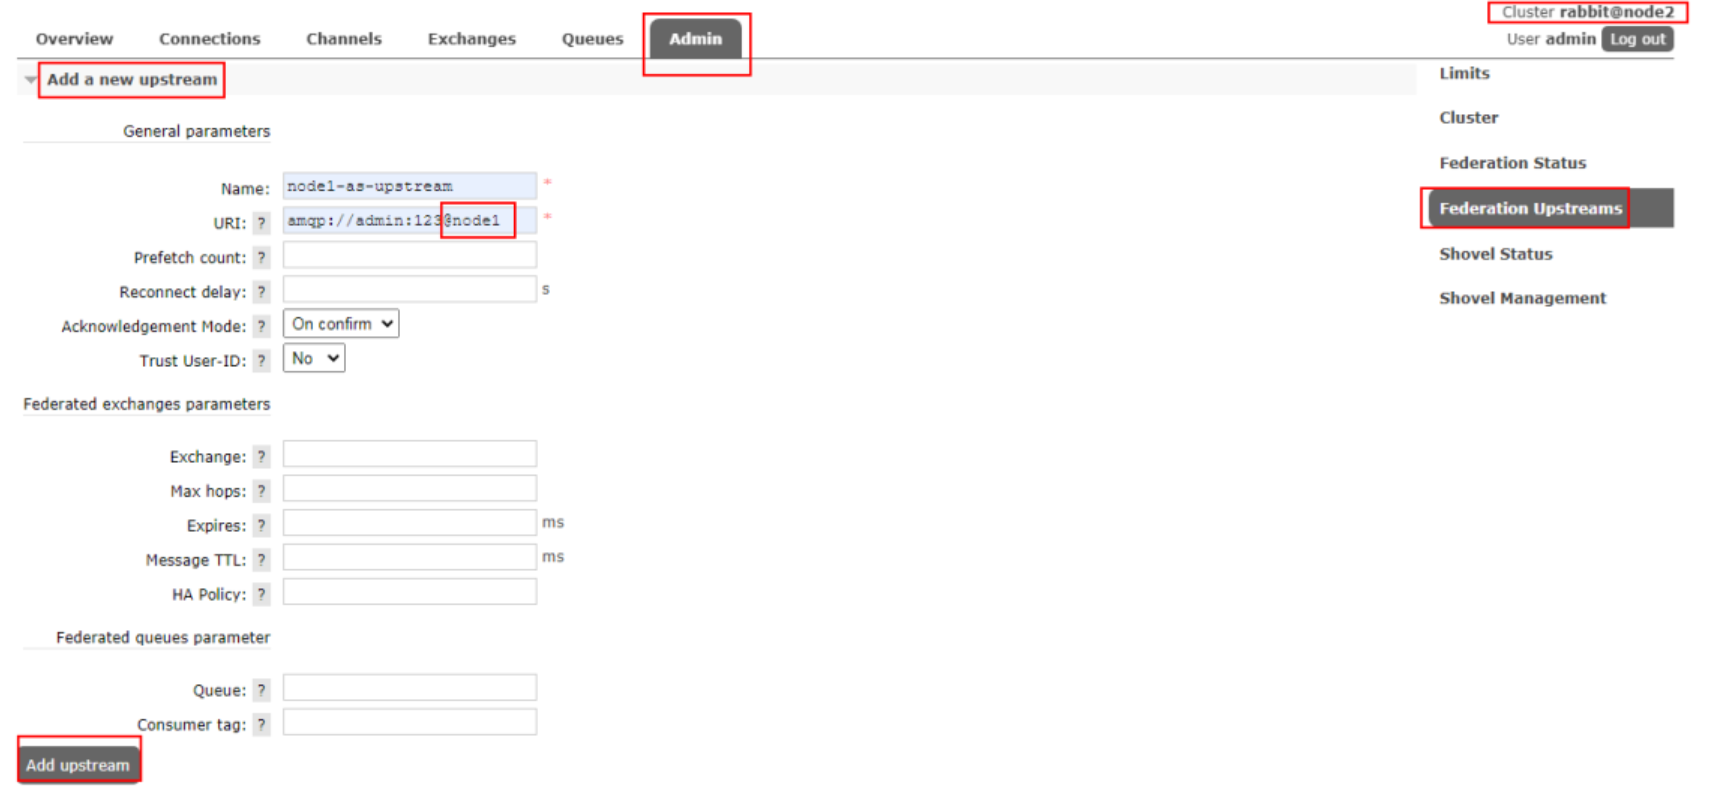 Cluster rabbit@node2
Overview Connections Channels Exchanges Queues Admin User admin Log out
Add a new upstream
Limits
General parameters
Cluster
Federation Status
Name: node1-as-upstream *
Federation Upstreams
URI: ? amqp://admin:123@node1 *
Prefetch count: ?
Shovel Status
Reconnect delay: ? s
Shovel Management
Acknowledgement Mode: ? On confirm
Trust User-ID: ? No
Federated exchanges parameters
Exchange: ?
Max hops: ?
Expires: ? ms
Message TTL: ? ms
HA Policy: ?
Federated queues parameter
Queue: ?
Consumer tag: ?
Add upstream